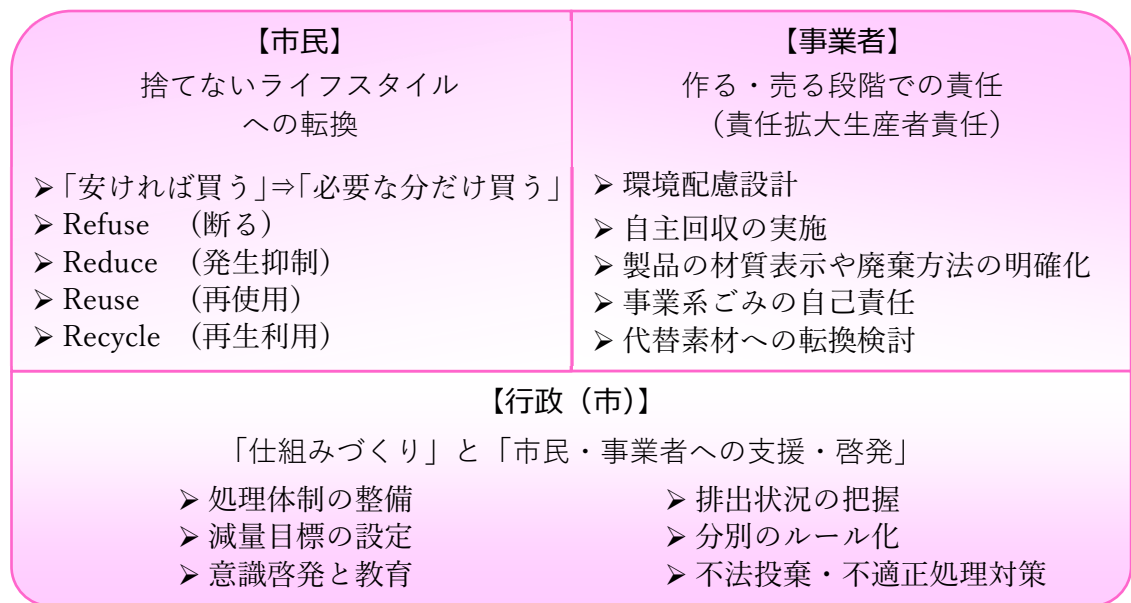 【市民】
捨てないライフスタイル
への転換
➢「安ければ買う」⇒「必要な分だけ買う」
➢ Refuse （断る）
➢ Reduce （発生抑制）
➢ Reuse （再使用）
➢ Recycle （再生利用）
【事業者】
作る・売る段階での責任
（責任拡大生産者責任）
➢ 環境配慮設計
➢ 自主回収の実施
➢ 製品の材質表示や廃棄方法の明確化
➢ 事業系ごみの自己責任
➢ 代替素材への転換検討
【行政（市）】
「仕組みづくり」と「市民・事業者への支援・啓発」
➢ 処理体制の整備
➢ 減量目標の設定
➢ 意識啓発と教育
➢ 排出状況の把握
➢ 分別のルール化
➢ 不法投棄・不適正処理対策